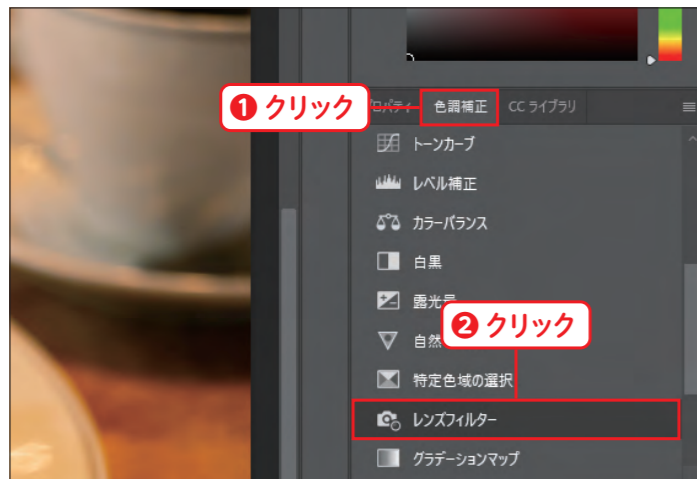 ❶ クリック
プロパティ 色調補正 CC ライブラリ
トーンカーブ
レベル補正
カラーバランス
白黒
露光量
❷ クリック
自然
特定色域の選択
レンズフィルター
グラデーションマップ